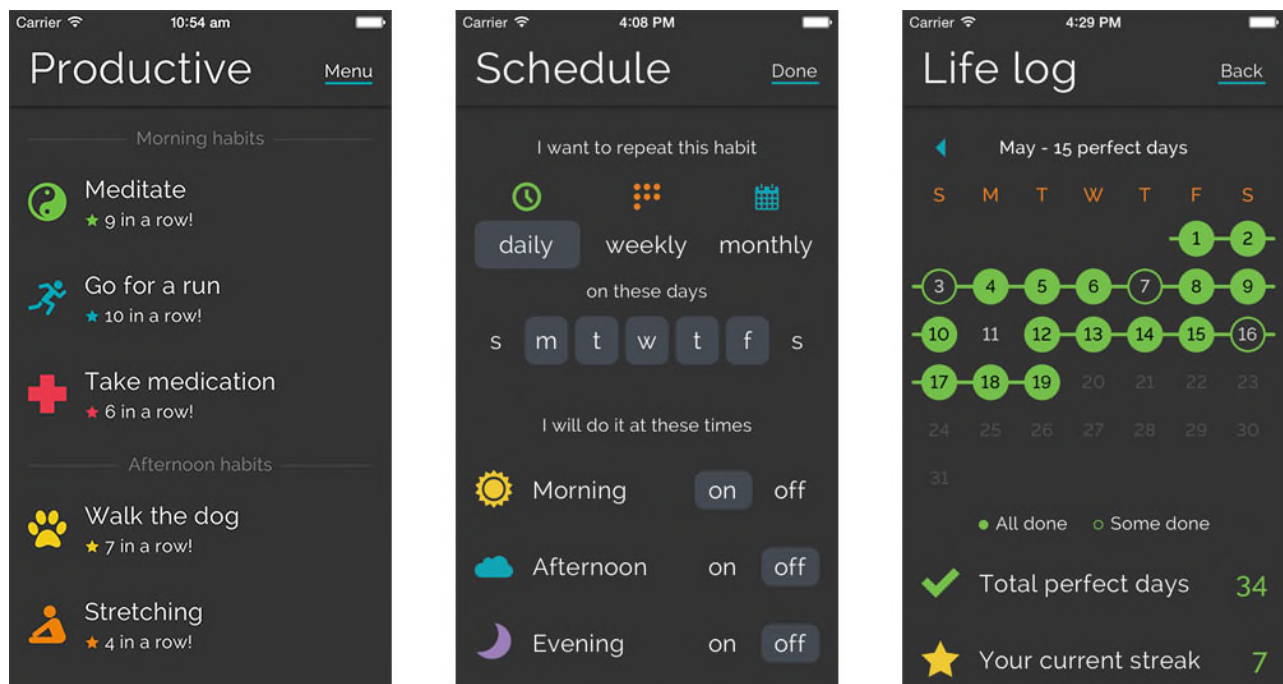 Carrier 10:54 am
Productive Menu
Morning habits
Meditate
9 in a row!
Go for a run
10 in a row!
Take medication
6 in a row!
Afternoon habits
Walk the dog
7 in a row!
Stretching
4 in a row!
Carrier 4:08 PM
Schedule Done
I want to repeat this habit
daily weekly monthly
on these days
s m t w t f s
I will do it at these times
Morning on off
Afternoon on off
Evening on off
Carrier 4:29 PM
Life log Back
May - 15 perfect days
S M T W T F S
1 2
3 4 5 6 7 8 9
10 11 12 13 14 15 16
17 18 19 20 21 22 23
24 25 26 27 28 29 30
31
All done Some done
Total perfect days 34
Your current streak 7